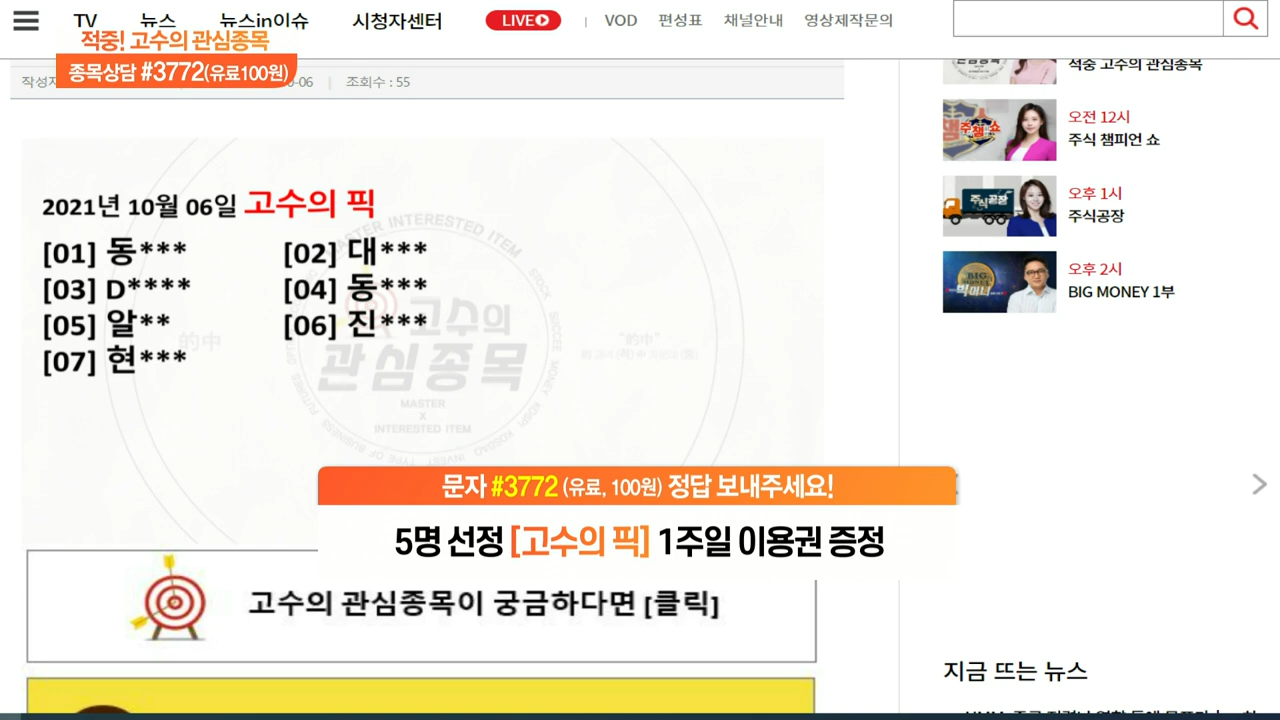 TV 뉴스 뉴스in이슈 시청자센터 LIVE VOD 편성표 채널안내 영상제작문의
적중! 고수의 관심종목
종목상담 #3772(유료100원)
조회수 : 55
적중 고수의 관심종목
오전 12시
주식 챔피언 쇼
오후 1시
주식공장
오후 2시
BIG MONEY 1부
2021년 10월 06일 고수의 픽
[01] 동*** [02] 대***
[03] D**** [04] 동***
[05] 알** [06] 진***
[07] 현***
的中
고수의
관심종목
MASTER
X
INTERESTED ITEM
문자 #3772 (유료, 100원) 정답 보내주세요!
5명 선정 [고수의 픽] 1주일 이용권 증정
고수의 관심종목이 궁금하다면 [클릭]
지금 뜨는 뉴스